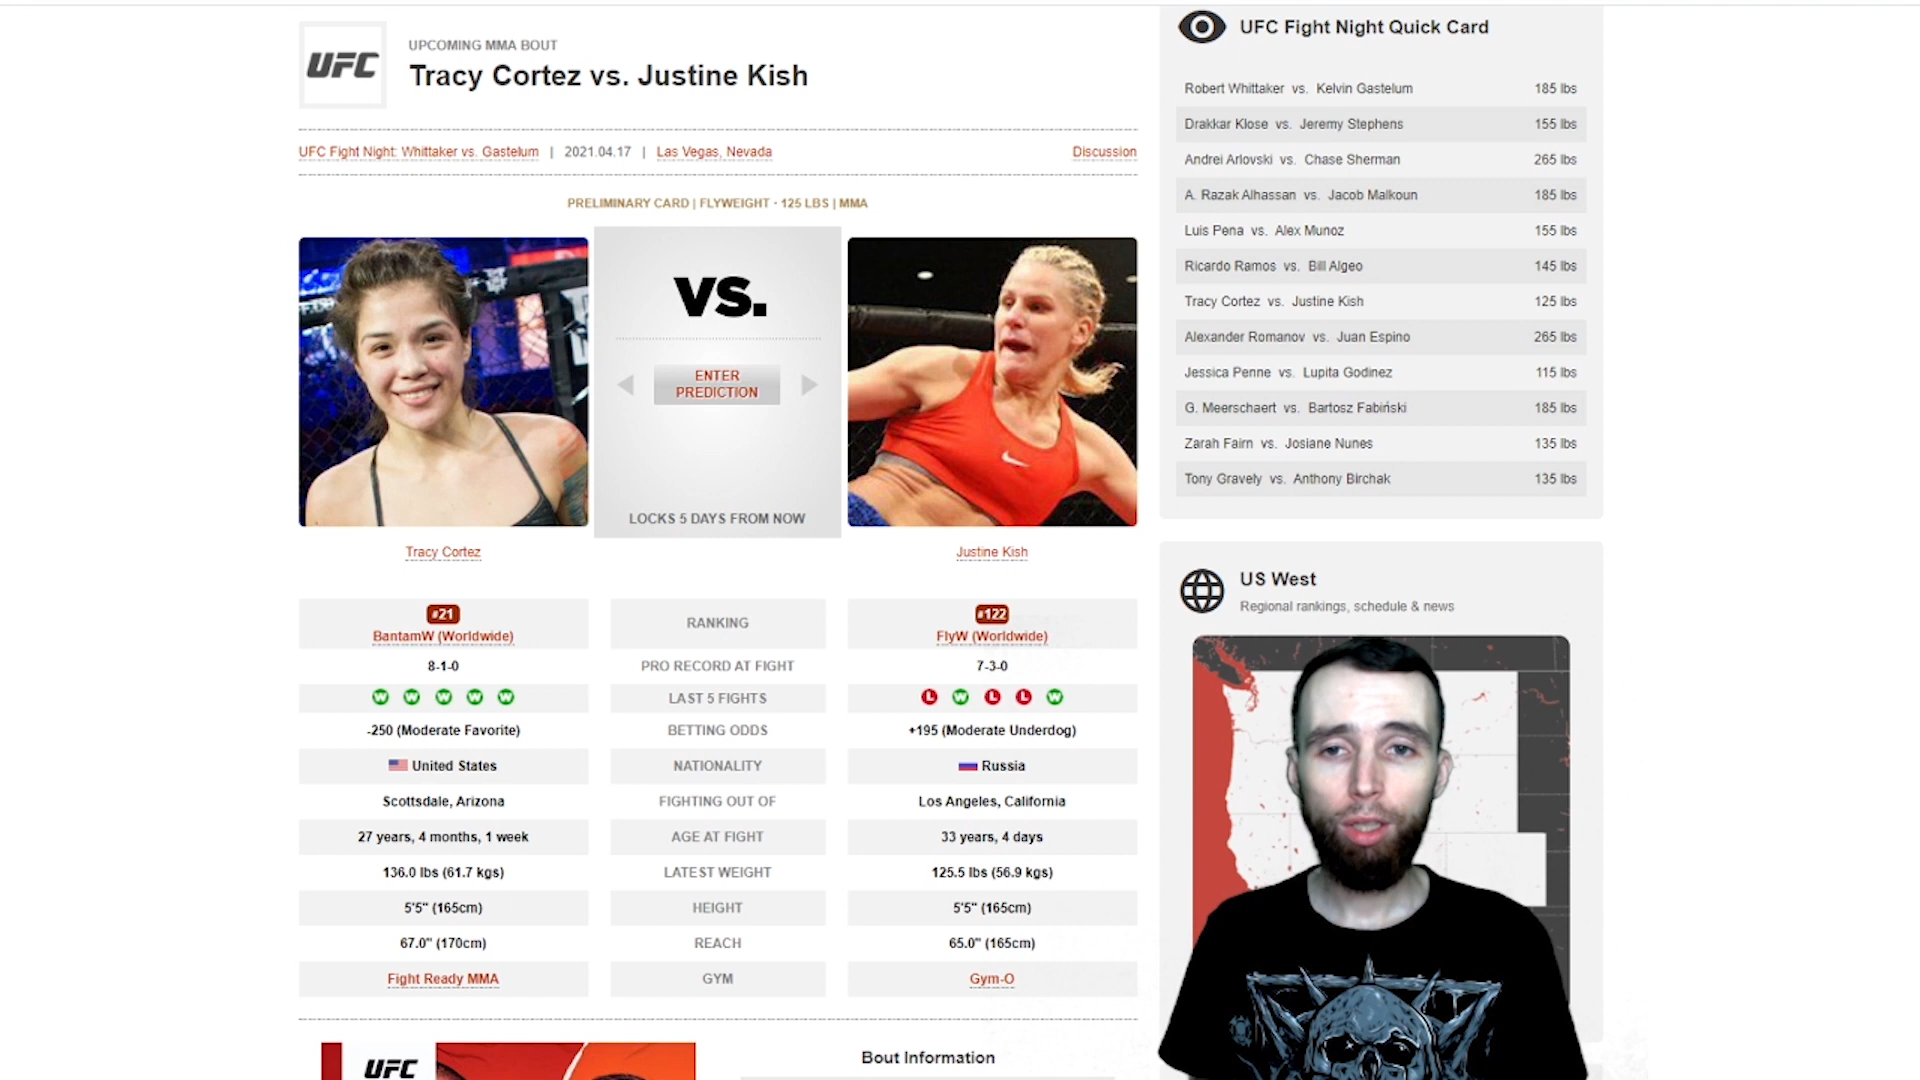 UFC
UPCOMING MMA BOUT
Tracy Cortez vs. Justine Kish
UFC Fight Night: Whittaker vs. Gastelum | 2021.04.17 | Las Vegas, Nevada
Discussion
PRELIMINARY CARD | FLYWEIGHT · 125 LBS | MMA
VS.
ENTER
PREDICTION
LOCKS 5 DAYS FROM NOW
Tracy Cortez
Justine Kish
#21
BantamW (Worldwide)
RANKING
#122
FlyW (Worldwide)
8-1-0
PRO RECORD AT FIGHT
7-3-0
W W W W W
LAST 5 FIGHTS
L W L L W
-250 (Moderate Favorite)
BETTING ODDS
+195 (Moderate Underdog)
United States
NATIONALITY
Russia
Scottsdale, Arizona
FIGHTING OUT OF
Los Angeles, California
27 years, 4 months, 1 week
AGE AT FIGHT
33 years, 4 days
136.0 lbs (61.7 kgs)
LATEST WEIGHT
125.5 lbs (56.9 kgs)
5'5" (165cm)
HEIGHT
5'5" (165cm)
67.0" (170cm)
REACH
65.0" (165cm)
Fight Ready MMA
GYM
Gym-O
UFC
Bout Information
UFC Fight Night Quick Card
Robert Whittaker vs. Kelvin Gastelum 185 lbs
Drakkar Klose vs. Jeremy Stephens 155 lbs
Andrei Arlovski vs. Chase Sherman 265 lbs
A. Razak Alhassan vs. Jacob Malkoun 185 lbs
Luis Pena vs. Alex Munoz 155 lbs
Ricardo Ramos vs. Bill Algeo 145 lbs
Tracy Cortez vs. Justine Kish 125 lbs
Alexander Romanov vs. Juan Espino 265 lbs
Jessica Penne vs. Lupita Godinez 115 lbs
G. Meerschaert vs. Bartosz Fabiński 185 lbs
Zarah Fairn vs. Josiane Nunes 135 lbs
Tony Gravely vs. Anthony Birchak 135 lbs
US West
Regional rankings, schedule & news